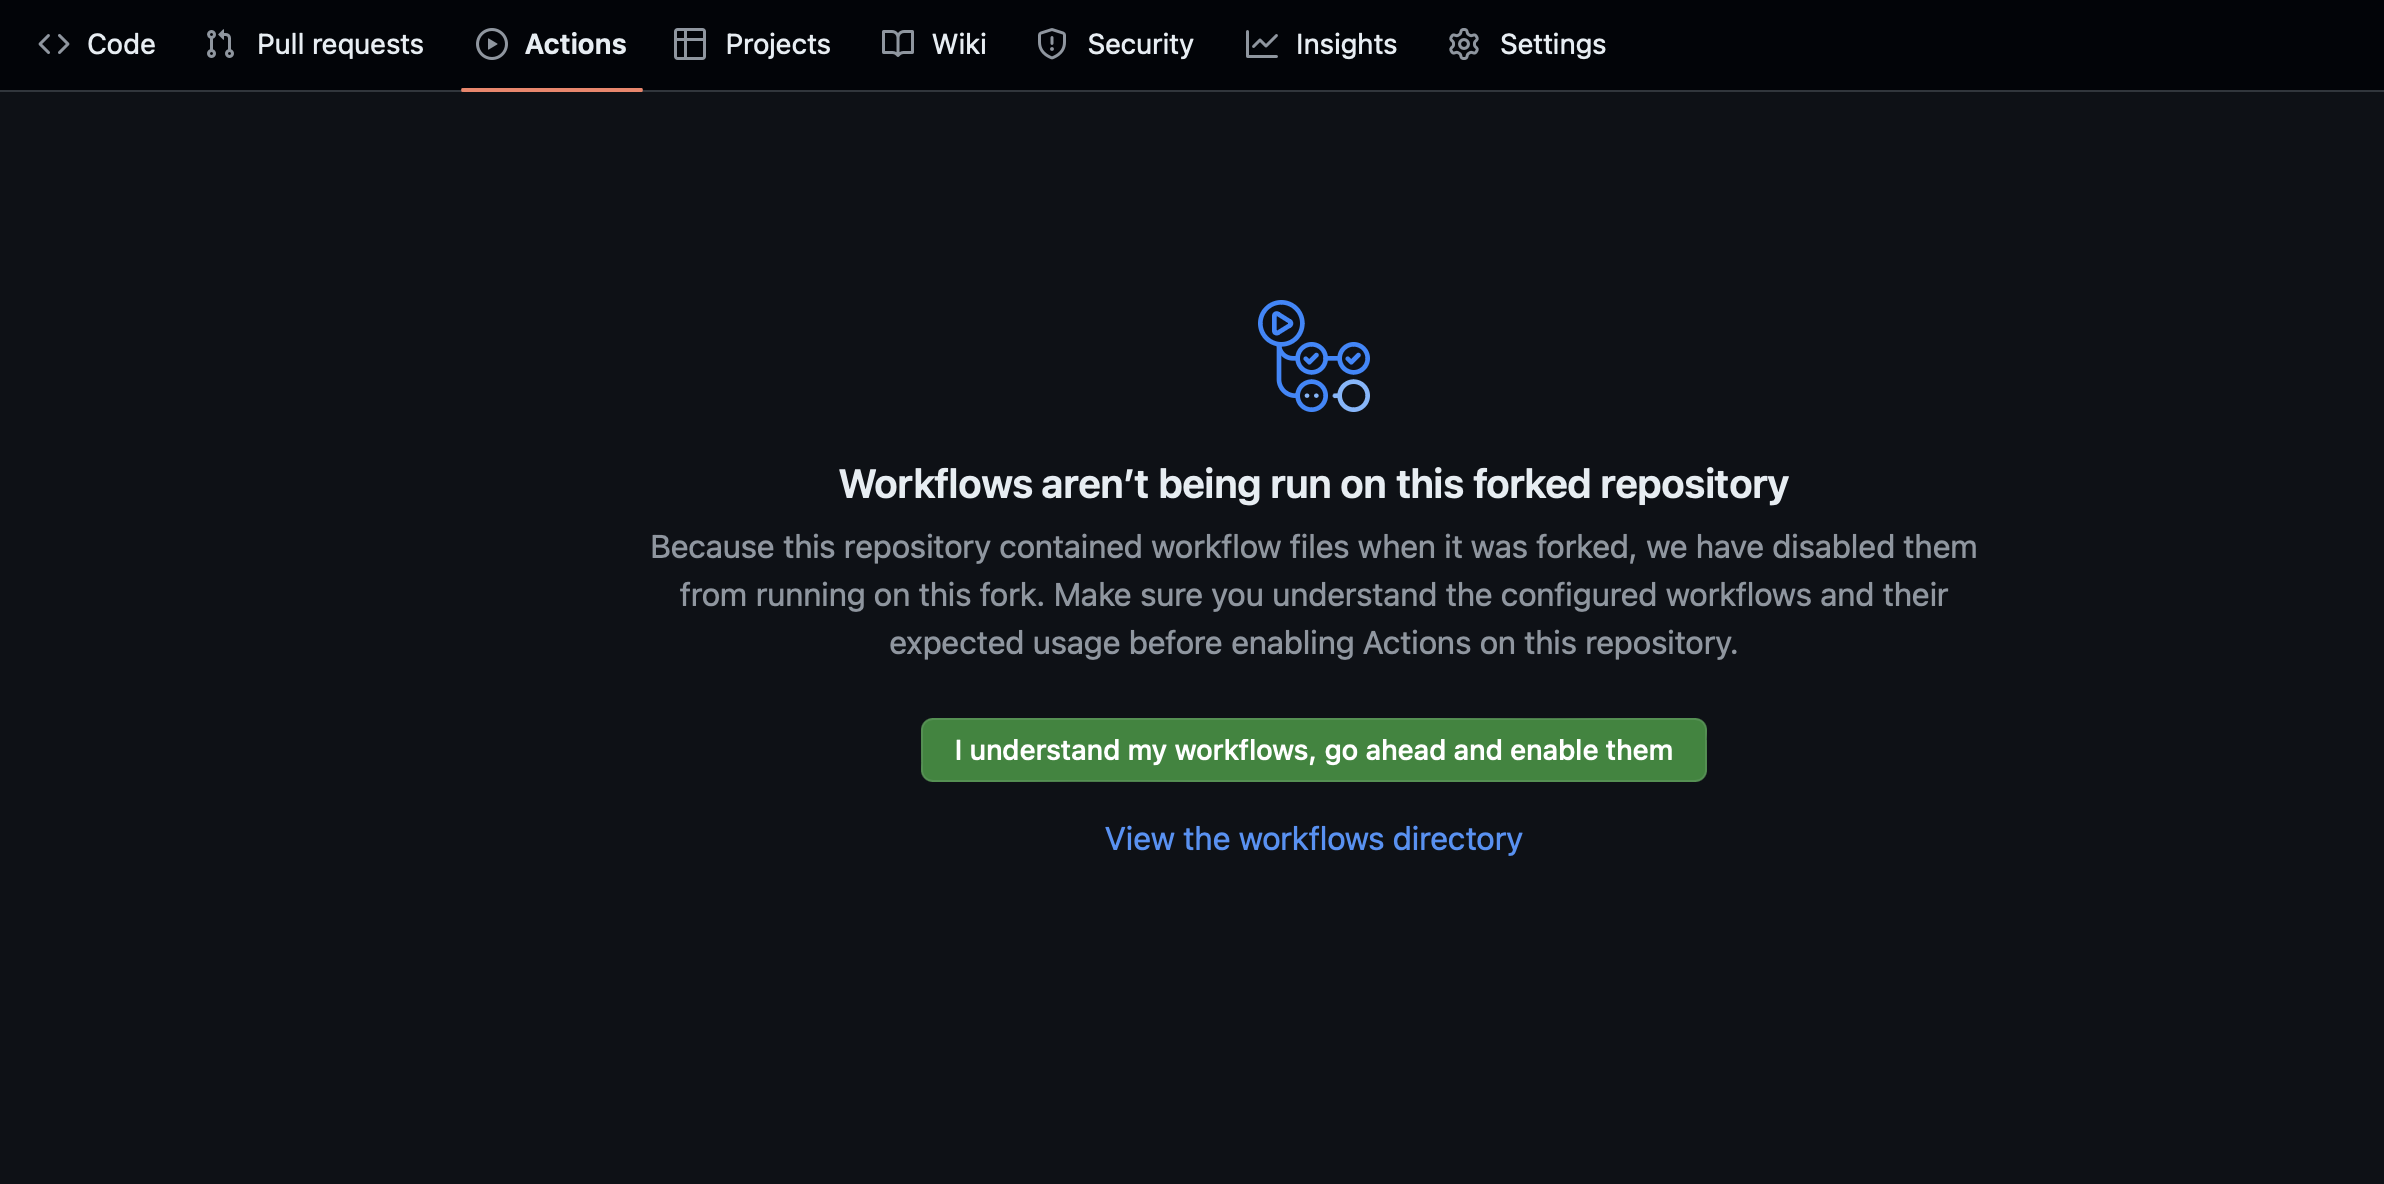 Code Pull requests Actions Projects Wiki Security Insights Settings
Workflows aren’t being run on this forked repository
Because this repository contained workflow files when it was forked, we have disabled them
from running on this fork. Make sure you understand the configured workflows and their
expected usage before enabling Actions on this repository.
I understand my workflows, go ahead and enable them
View the workflows directory